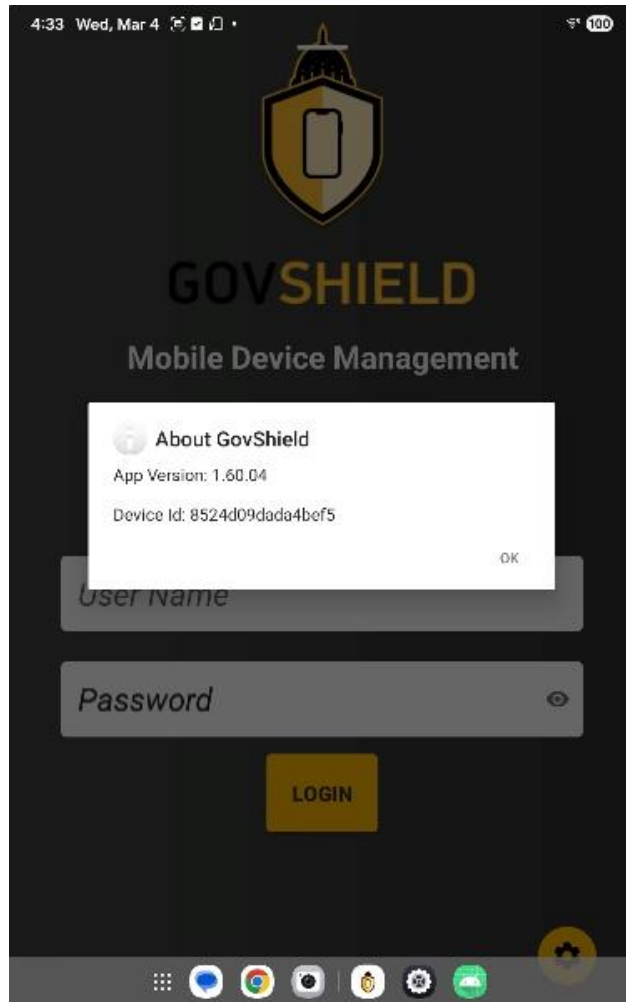 4:33 Wed, Mar 4
100
GOVSHIELD
Mobile Device Management
About GovShield
App Version: 1.60.04
Device Id: 8524d09dada4bef5
OK
User Name
Password
LOGIN